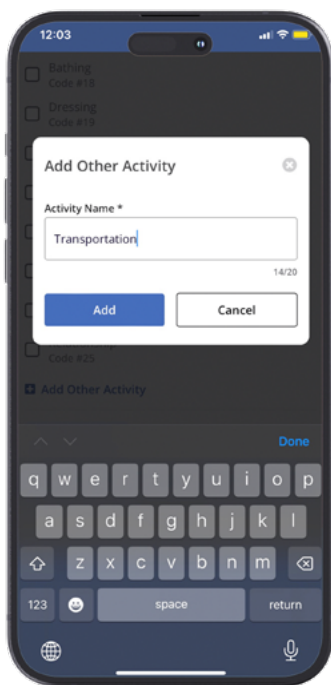 12:03
Bathing
Code #18
Dressing
Code #19
Add Other Activity
Activity Name *
Transportation
14/20
Add
Cancel
Code #25
Add Other Activity
Done
q w e r t y u i o p
a s d f g h j k l
z x c v b n m
123
space
return